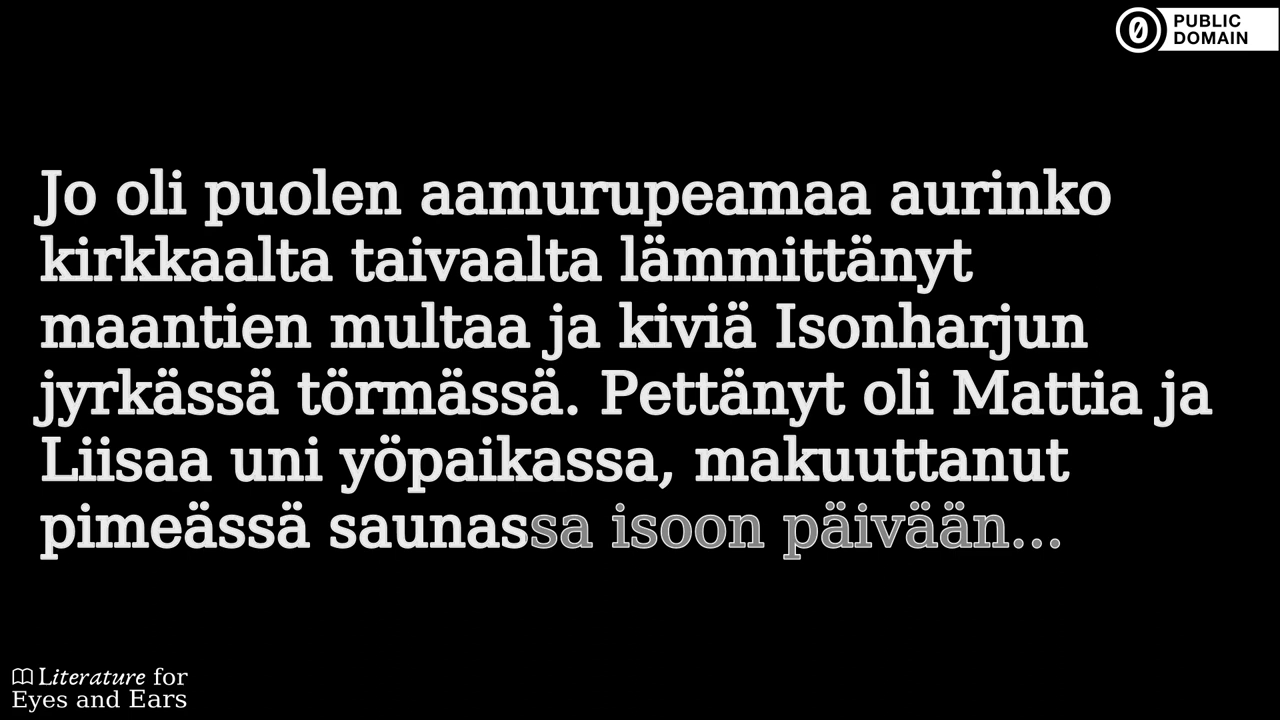 PUBLIC
DOMAIN
Jo oli puolen aamurupeamaa aurinko
kirkkaalta taivaalta lämmittänyt
maantien multaa ja kiviä Isonharjun
jyrkässä törmässä. Pettänyt oli Mattia ja
Liisaa uni yöpaikassa, makuuttanut
pimeässä saunassa isoon päivään...
Literature for
Eyes and Ears